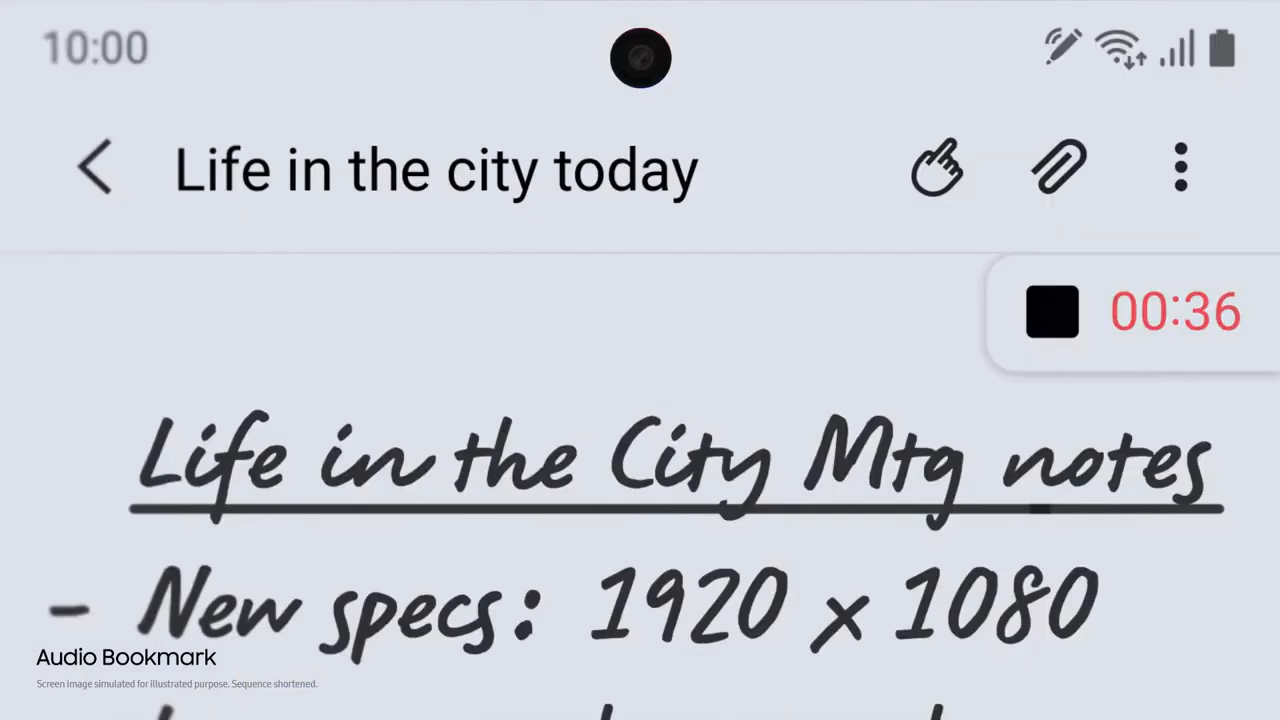 10:00
Life in the city today
00:36
Life in the City Mtg notes
- New specs: 1920 x 1080
Audio Bookmark
Screen image simulated for illustrated purpose. Sequence shortened.